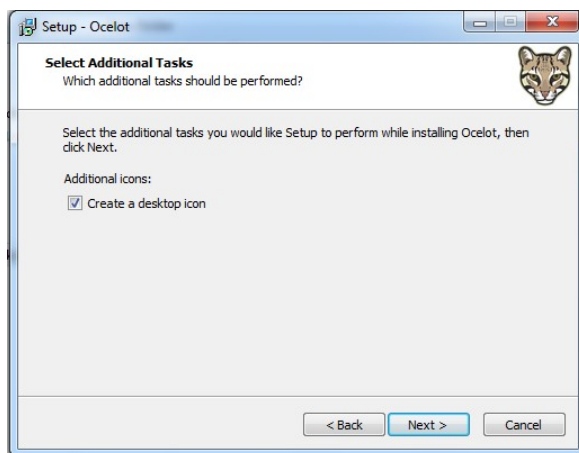 Setup - Ocelot
Select Additional Tasks
Which additional tasks should be performed?
Select the additional tasks you would like Setup to perform while installing Ocelot, then
click Next.
Additional icons:
Create a desktop icon
< Back
Next >
Cancel